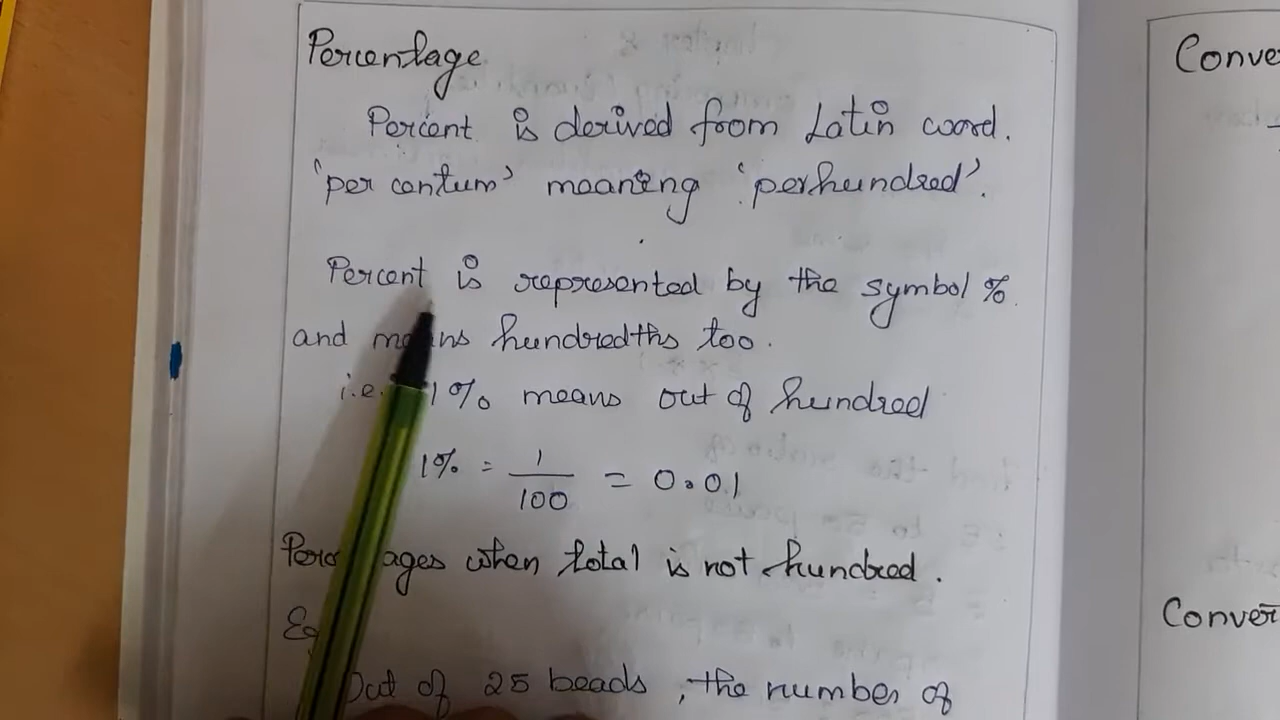 Percentage
Percent is derived from Latin word.
'per centum' meaning 'perhundred'.
Percent is represented by the symbol %
and means hundredths too.
i.e. 1% means out of hundred
1% = 1/100 = 0.01
Percentages when total is not hundred.
Eg
Out of 25 beads, the number of
Conve
Conver